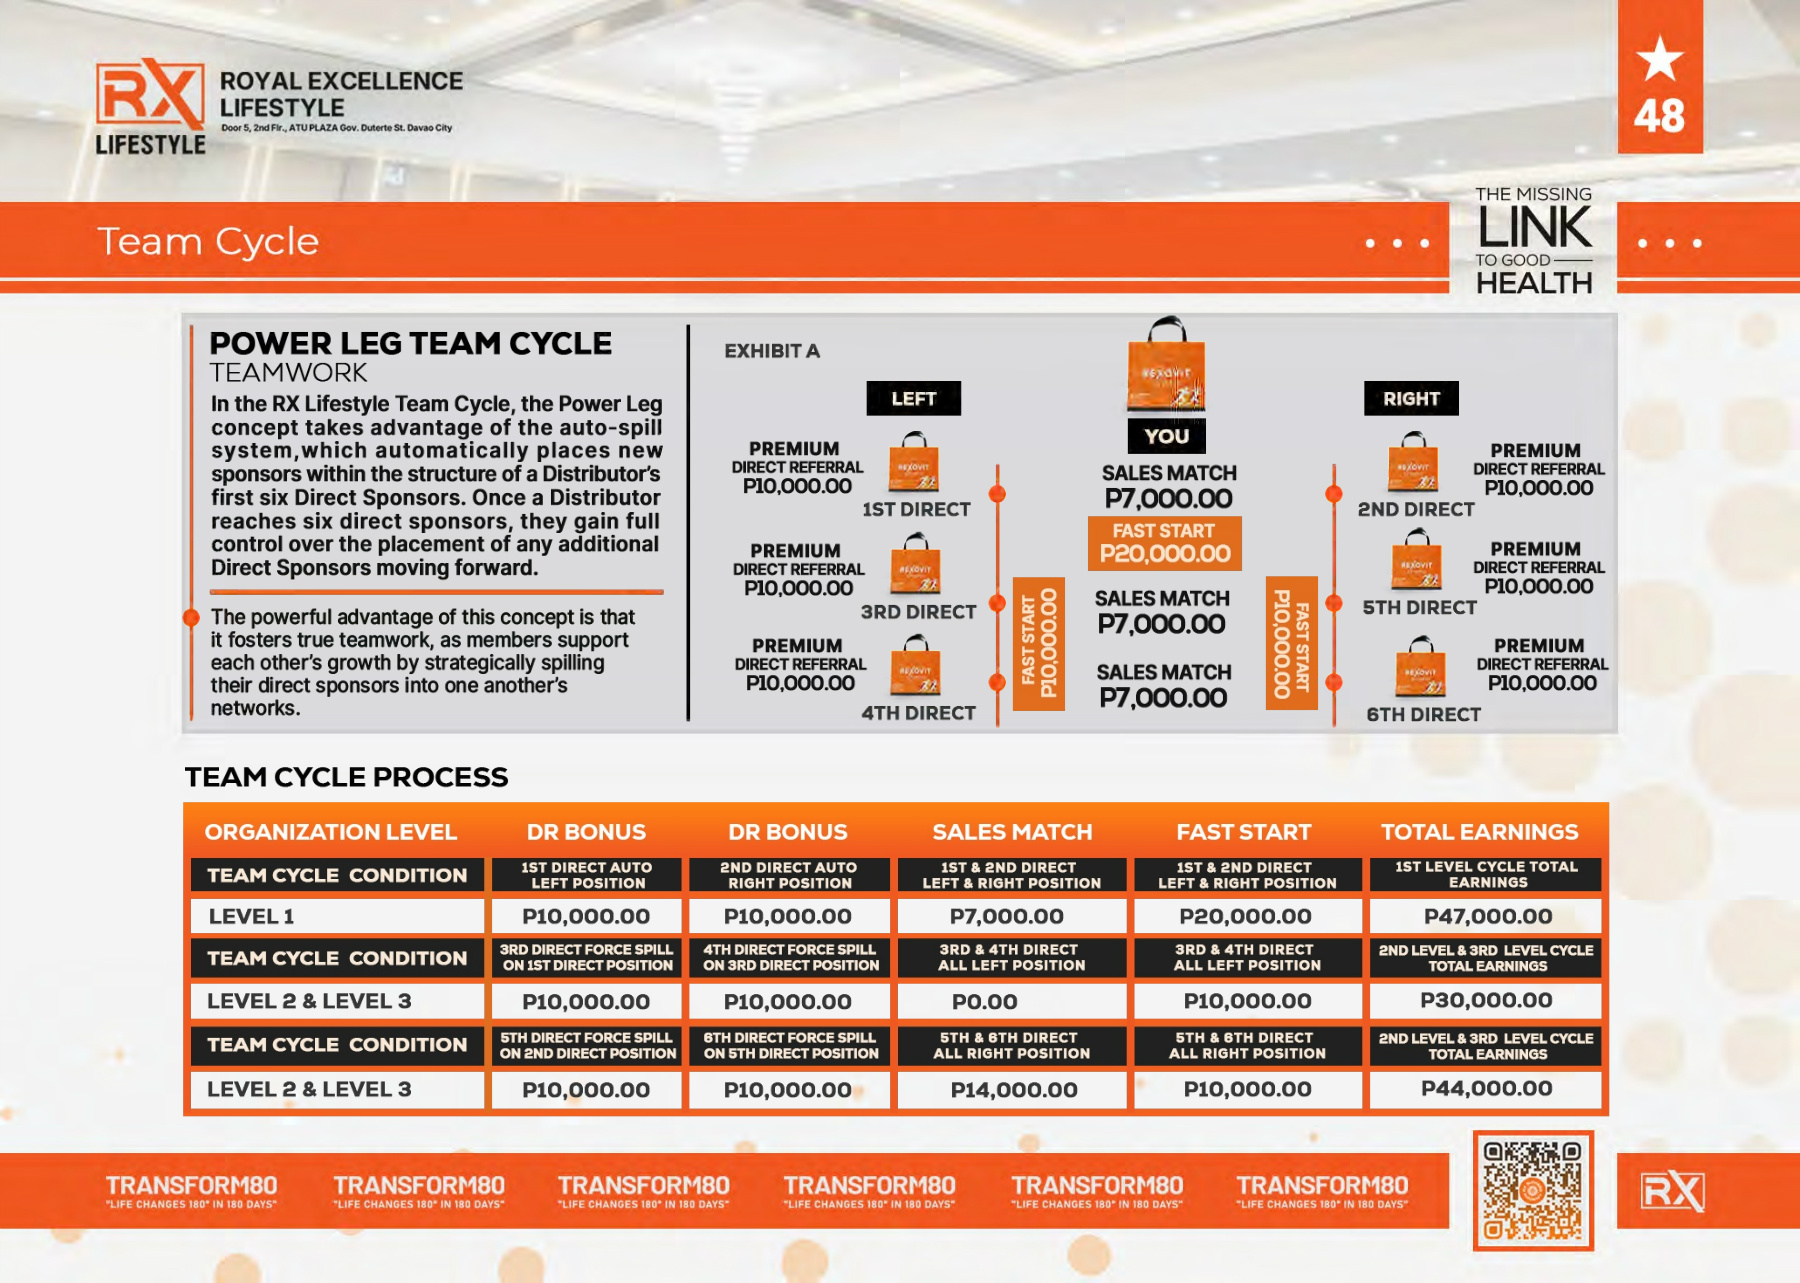 RX
LIFESTYLE
ROYAL EXCELLENCE
LIFESTYLE
Door 5, 2nd Flr., ATU PLAZA Gov. Duterte St. Davao City
48
Team Cycle
THE MISSING
LINK
TO GOOD
HEALTH
POWER LEG TEAM CYCLE
TEAMWORK
In the RX Lifestyle Team Cycle, the Power Leg
concept takes advantage of the auto-spill
system,which automatically places new
sponsors within the structure of a Distributor's
first six Direct Sponsors. Once a Distributor
reaches six direct sponsors, they gain full
control over the placement of any additional
Direct Sponsors moving forward.
The powerful advantage of this concept is that
it fosters true teamwork, as members support
each other's growth by strategically spilling
their direct sponsors into one another's
networks.
EXHIBIT A
LEFT
PREMIUM
DIRECT REFERRAL
P10,000.00
REXOVIT
1ST DIRECT
PREMIUM
DIRECT REFERRAL
P10,000.00
REXOVIT
3RD DIRECT
PREMIUM
DIRECT REFERRAL
P10,000.00
REXOVIT
4TH DIRECT
REXOVIT
YOU
SALES MATCH
P7,000.00
FAST START
P20,000.00
SALES MATCH
P7,000.00
SALES MATCH
P7,000.00
FAST START
P10,000.00
FAST START
P10,000.00
RIGHT
REXOVIT
PREMIUM
DIRECT REFERRAL
P10,000.00
2ND DIRECT
REXOVIT
PREMIUM
DIRECT REFERRAL
P10,000.00
5TH DIRECT
REXOVIT
PREMIUM
DIRECT REFERRAL
P10,000.00
6TH DIRECT
TEAM CYCLE PROCESS
ORGANIZATION LEVEL DR BONUS DR BONUS SALES MATCH FAST START TOTAL EARNINGS
TEAM CYCLE CONDITION 1ST DIRECT AUTO 2ND DIRECT AUTO 1ST & 2ND DIRECT 1ST & 2ND DIRECT 1ST LEVEL CYCLE TOTAL
LEFT POSITION RIGHT POSITION LEFT & RIGHT POSITION LEFT & RIGHT POSITION EARNINGS
LEVEL 1 P10,000.00 P10,000.00 P7,000.00 P20,000.00 P47,000.00
TEAM CYCLE CONDITION 3RD DIRECT FORCE SPILL 4TH DIRECT FORCE SPILL 3RD & 4TH DIRECT 3RD & 4TH DIRECT 2ND LEVEL & 3RD LEVEL CYCLE
ON 1ST DIRECT POSITION ON 3RD DIRECT POSITION ALL LEFT POSITION ALL LEFT POSITION TOTAL EARNINGS
LEVEL 2 & LEVEL 3 P10,000.00 P10,000.00 P0.00 P10,000.00 P30,000.00
TEAM CYCLE CONDITION 5TH DIRECT FORCE SPILL 6TH DIRECT FORCE SPILL 5TH & 6TH DIRECT 5TH & 6TH DIRECT 2ND LEVEL & 3RD LEVEL CYCLE
ON 2ND DIRECT POSITION ON 5TH DIRECT POSITION ALL RIGHT POSITION ALL RIGHT POSITION TOTAL EARNINGS
LEVEL 2 & LEVEL 3 P10,000.00 P10,000.00 P14,000.00 P10,000.00 P44,000.00
TRANSFORM80 TRANSFORM80 TRANSFORM80 TRANSFORM80 TRANSFORM80 TRANSFORM80
"LIFE CHANGES 180° IN 180 DAYS" "LIFE CHANGES 180° IN 180 DAYS" "LIFE CHANGES 180° IN 180 DAYS" "LIFE CHANGES 180° IN 180 DAYS" "LIFE CHANGES 180° IN 180 DAYS" "LIFE CHANGES 180° IN 180 DAYS"
RX